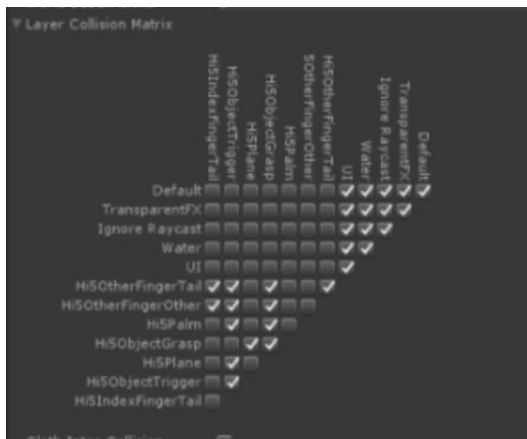 Layer Collision Matrix
Hi5IndexFingerTail
Hi5ObjectTrigger
Hi5Plane
Hi5ObjectGrasp
Hi5Palm
5OtherFingerOther
Hi5OtherFingerTail
UI
Water
Ignore Raycast
TransparentFX
Default
Default
TransparentFX
Ignore Raycast
Water
UI
Hi5OtherFingerTail
Hi5OtherFingerOther
Hi5Palm
Hi5ObjectGrasp
Hi5Plane
Hi5ObjectTrigger
Hi5IndexFingerTail